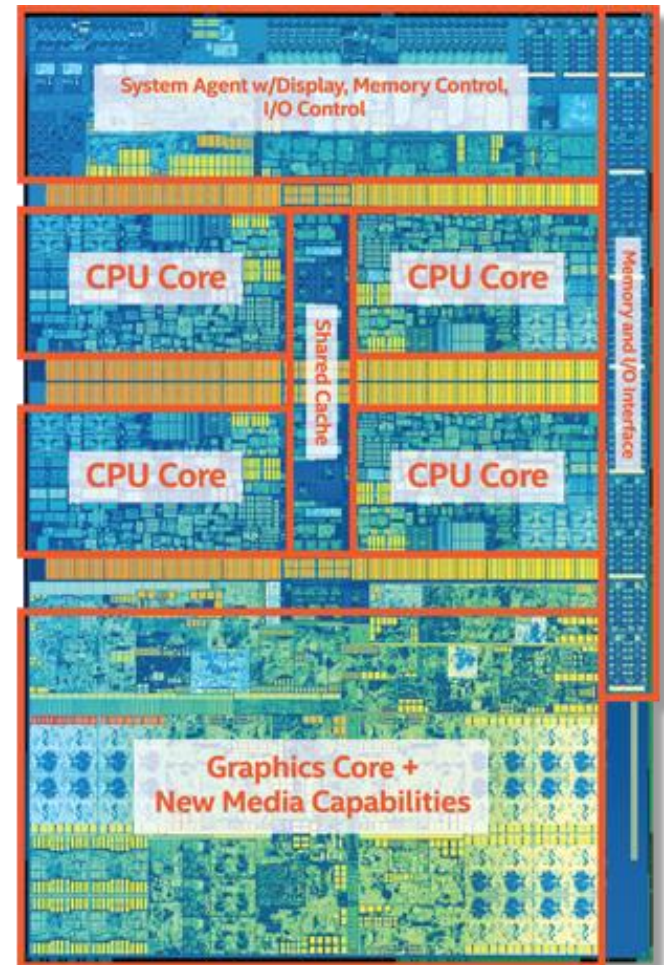 System Agent w/Display, Memory Control,
I/O Control
CPU Core
CPU Core
Shared Cache
Memory and I/O Interface
CPU Core
CPU Core
Graphics Core +
New Media Capabilities